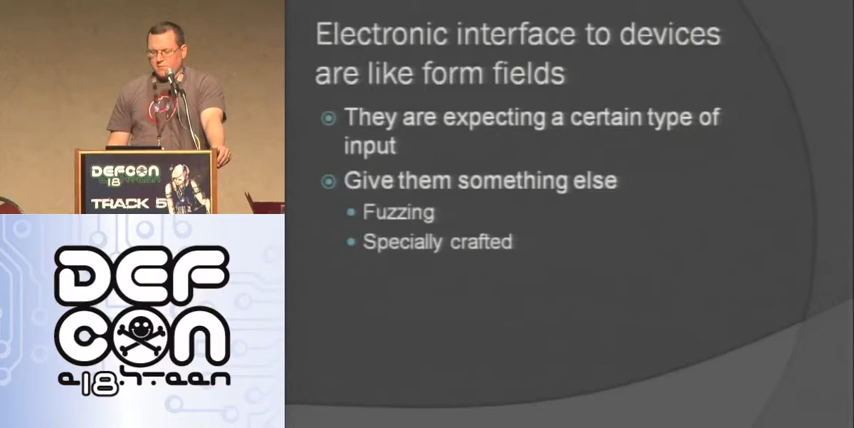 Electronic interface to devices
are like form fields
They are expecting a certain type of
input
Give them something else
Fuzzing
Specially crafted
DEFCON
18
TRACK 5
DEF
CON
e18hteen